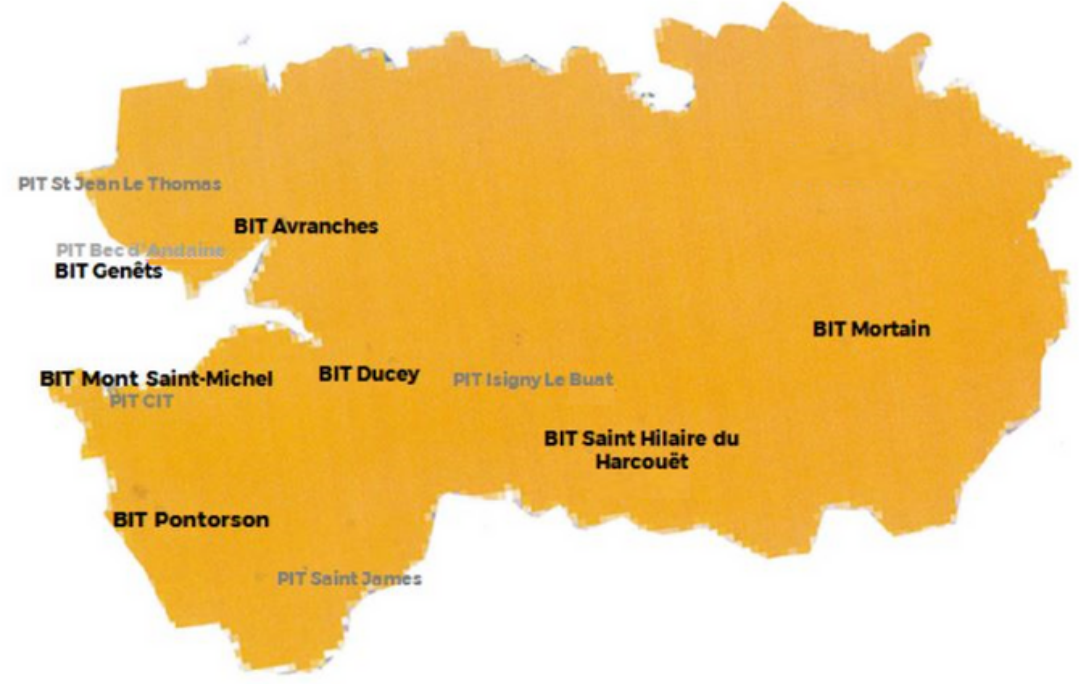 PIT St Jean Le Thomas
BIT Avranches
PIT Bec d'Andaine
BIT Genêts
BIT Mortain
BIT Mont Saint-Michel
BIT Ducey
PIT Isigny Le Buat
PIT CIT
BIT Saint Hilaire du
Harcouët
BIT Pontorson
PIT Saint James